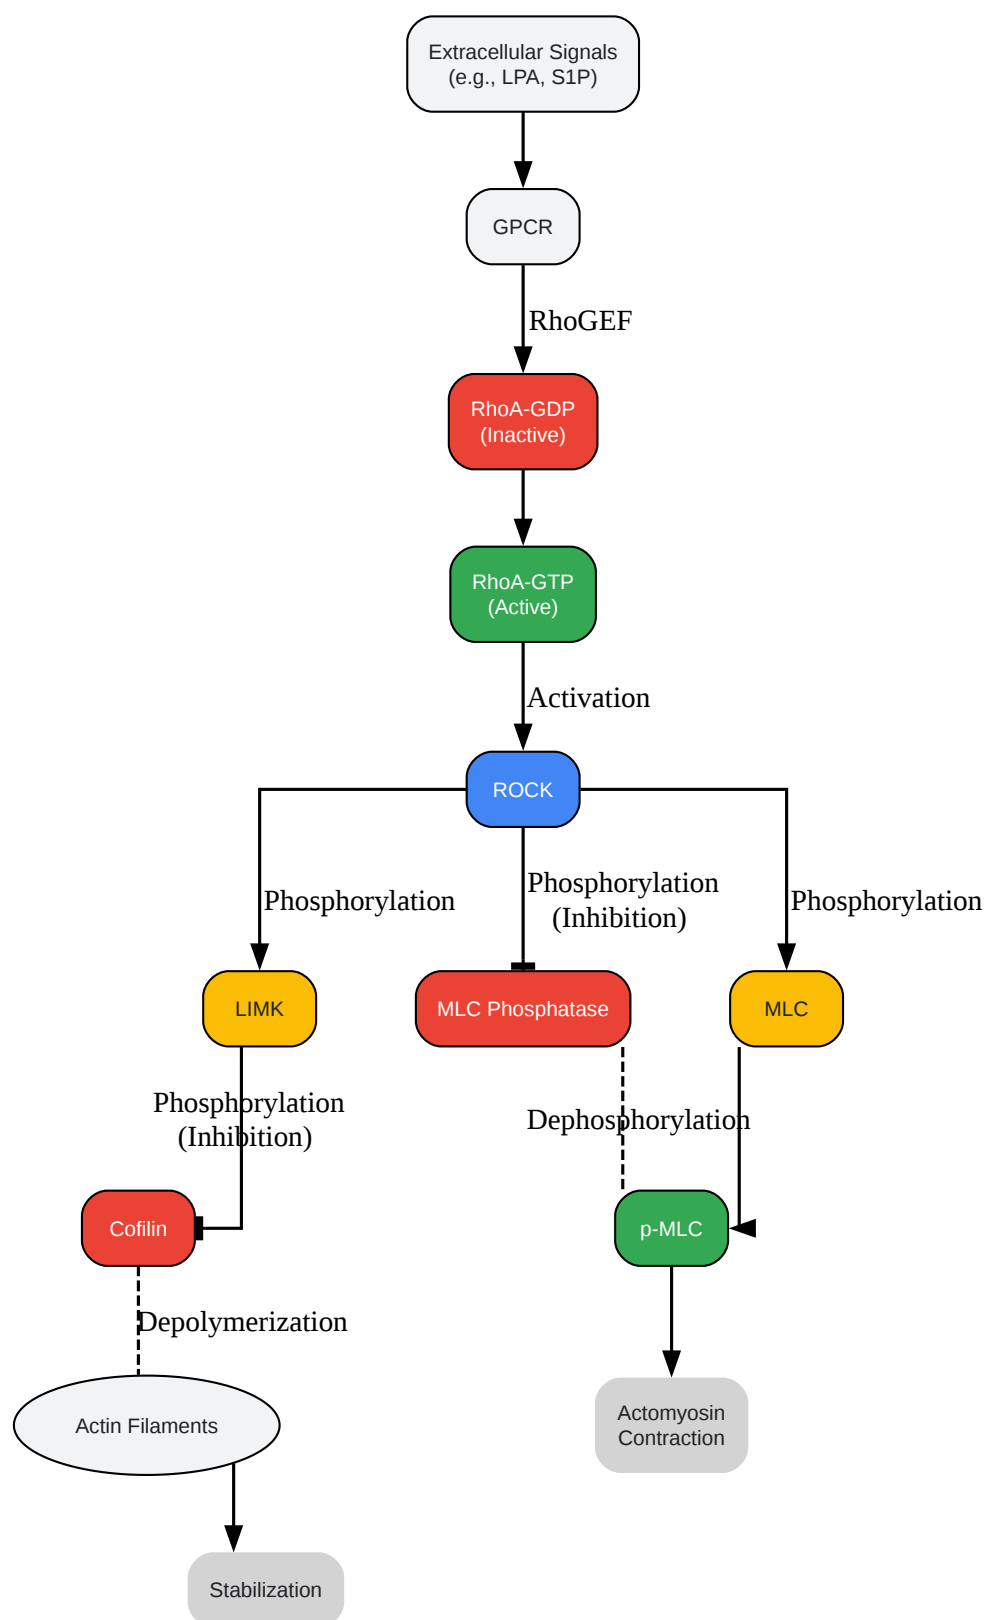 Extracellular Signals
(e.g., LPA, S1P)
GPCR
RhoGEF
RhoA-GDP
(Inactive)
RhoA-GTP
(Active)
Activation
ROCK
Phosphorylation
Phosphorylation
(Inhibition)
Phosphorylation
LIMK
MLC Phosphatase
MLC
Phosphorylation
(Inhibition)
Dephosphorylation
Cofilin
p-MLC
Depolymerization
Actin Filaments
Actomyosin
Contraction
Stabilization